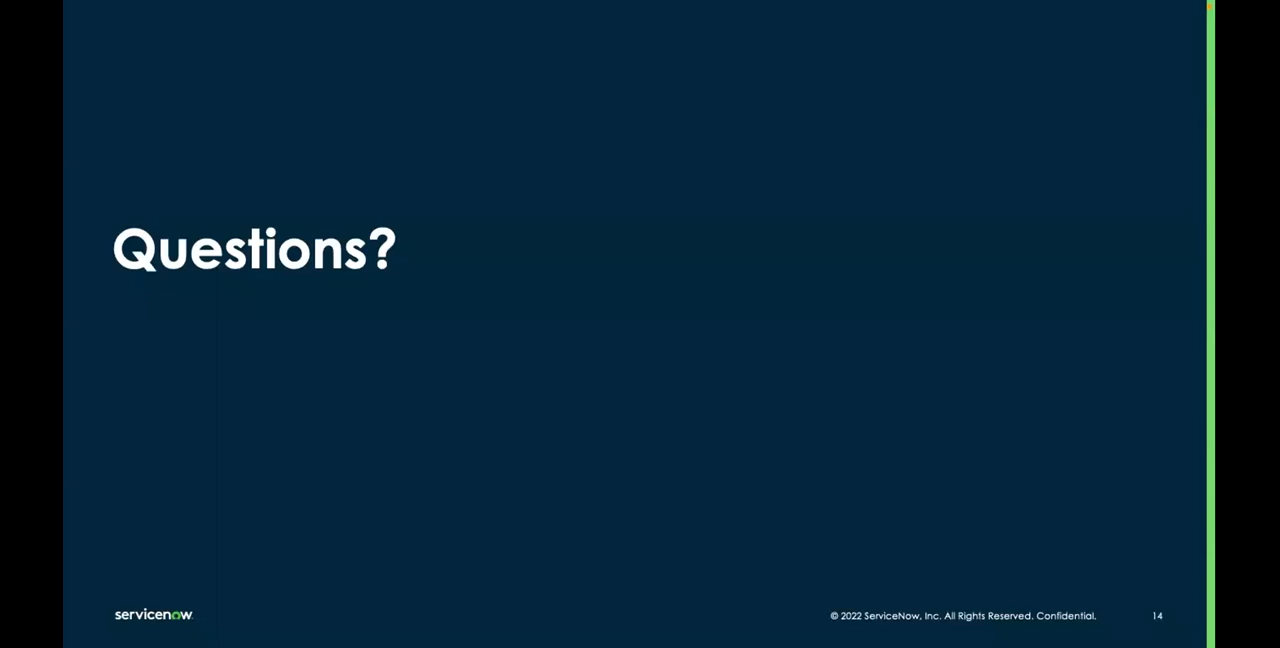 Questions?
servicenow
© 2022 ServiceNow, Inc. All Rights Reserved. Confidential.
14